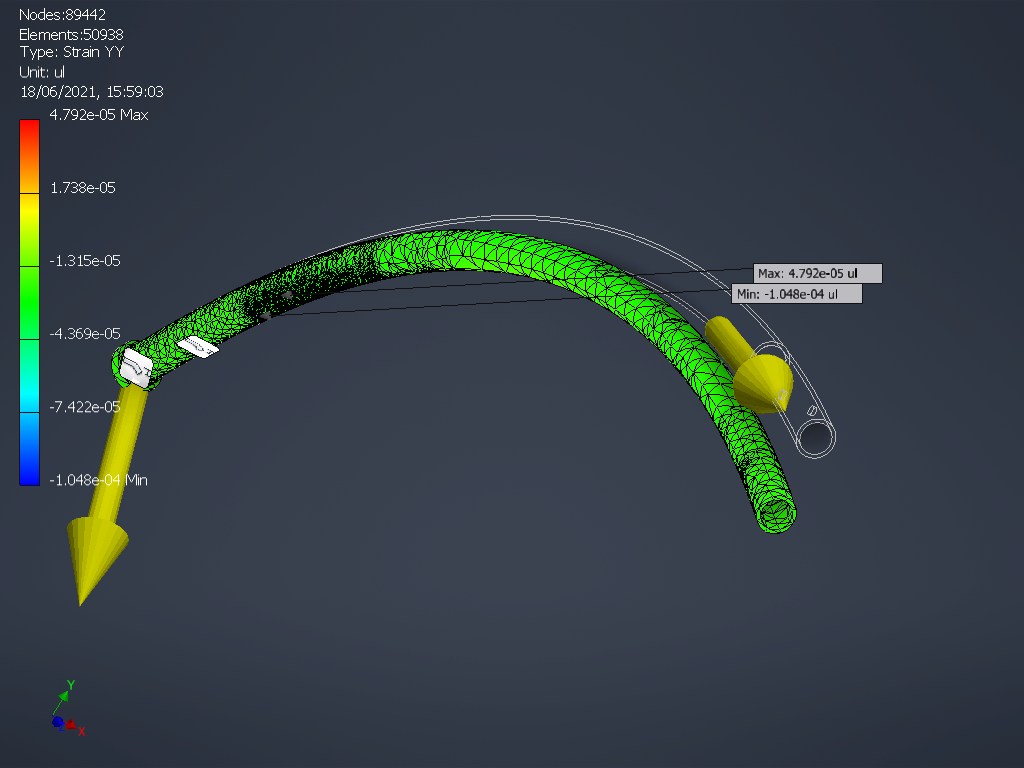 Nodes:89442
Elements:50938
Type: Strain YY
Unit: ul
18/06/2021, 15:59:03
4.792e-05 Max
1.738e-05
-1.315e-05
-4.369e-05
-7.422e-05
-1.048e-04 Min
Max: 4.792e-05 ul
Min: -1.048e-04 ul
Y
Z
X